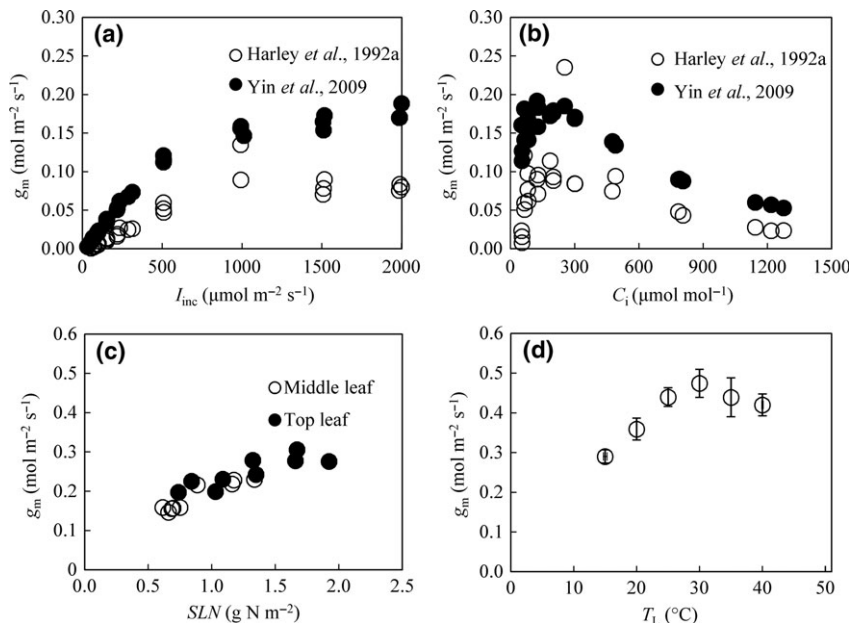 (a)
Harley et al., 1992a
Yin et al., 2009
0.30
0.25
0.20
0.15
0.10
0.05
0.00
gm (mol m−2 s−1)
0 500 1000 1500 2000
Iinc (μmol m−2 s−1)
(b)
Harley et al., 1992a
Yin et al., 2009
0.30
0.25
0.20
0.15
0.10
0.05
0.00
gm (mol m−2 s−1)
0 300 600 900 1200 1500
Ci (μmol mol−1)
(c)
Middle leaf
Top leaf
0.6
0.5
0.4
0.3
0.2
0.1
0
gm (mol m−2 s−1)
0.0 0.5 1.0 1.5 2.0 2.5
SLN (g N m−2)
(d)
0.6
0.5
0.4
0.3
0.2
0.1
0.0
gm (mol m−2 s−1)
0 10 20 30 40 50
TL (°C)